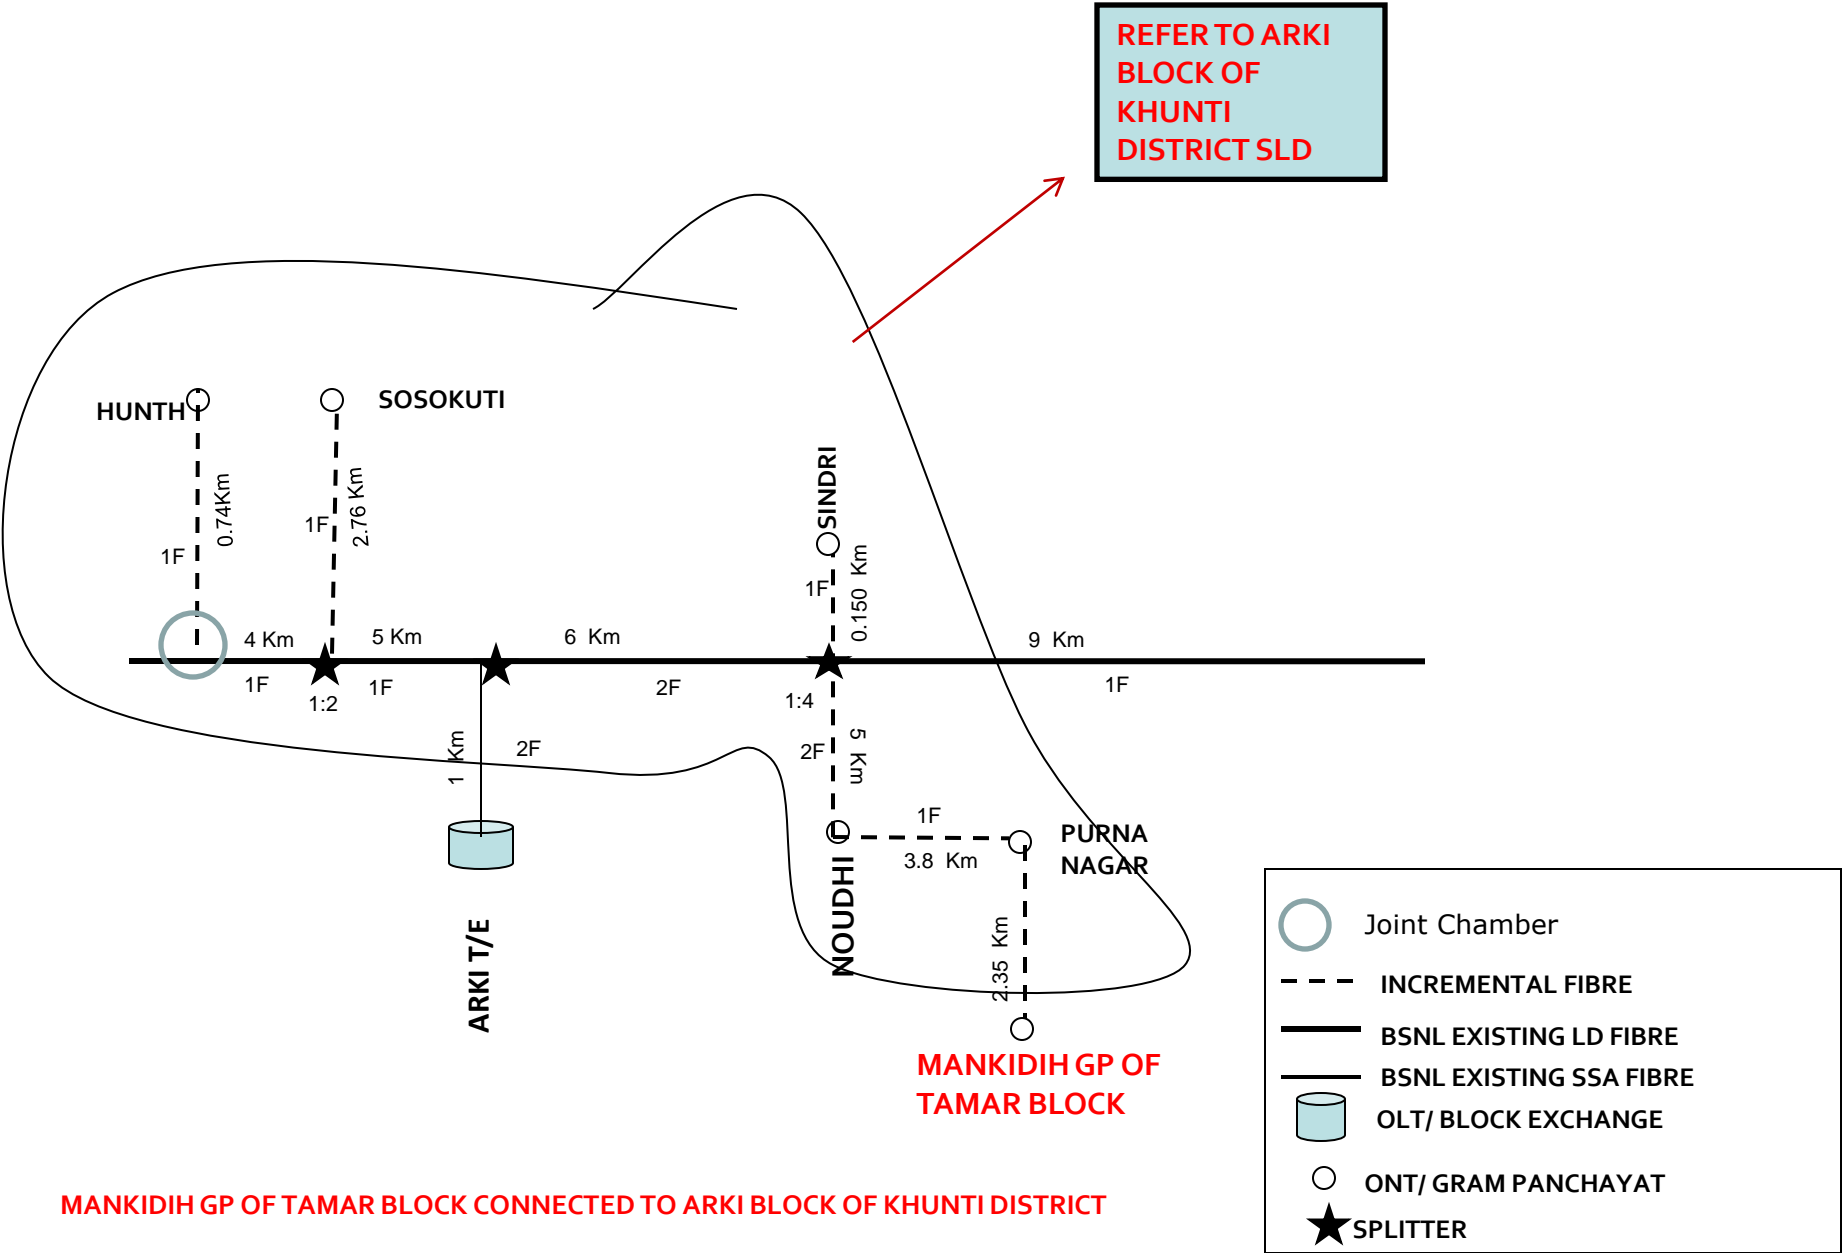 REFER TO ARKI
BLOCK OF
KHUNTI
DISTRICT SLD
HUNTH
SOSOKUTI
SINDRI
0.74Km
1F
1F
2.76 Km
1F
0.150 Km
4 Km
5 Km
6 Km
9 Km
1F
1:2
1F
2F
1:4
1F
1 Km
2F
2F
5 Km
1F
3.8 Km
PURNA
NAGAR
NOUDHI
ARKI T/E
2.35 Km
MANKIDIH GP OF
TAMAR BLOCK
Joint Chamber
INCREMENTAL FIBRE
BSNL EXISTING LD FIBRE
BSNL EXISTING SSA FIBRE
OLT/ BLOCK EXCHANGE
ONT/ GRAM PANCHAYAT
SPLITTER
MANKIDIH GP OF TAMAR BLOCK CONNECTED TO ARKI BLOCK OF KHUNTI DISTRICT